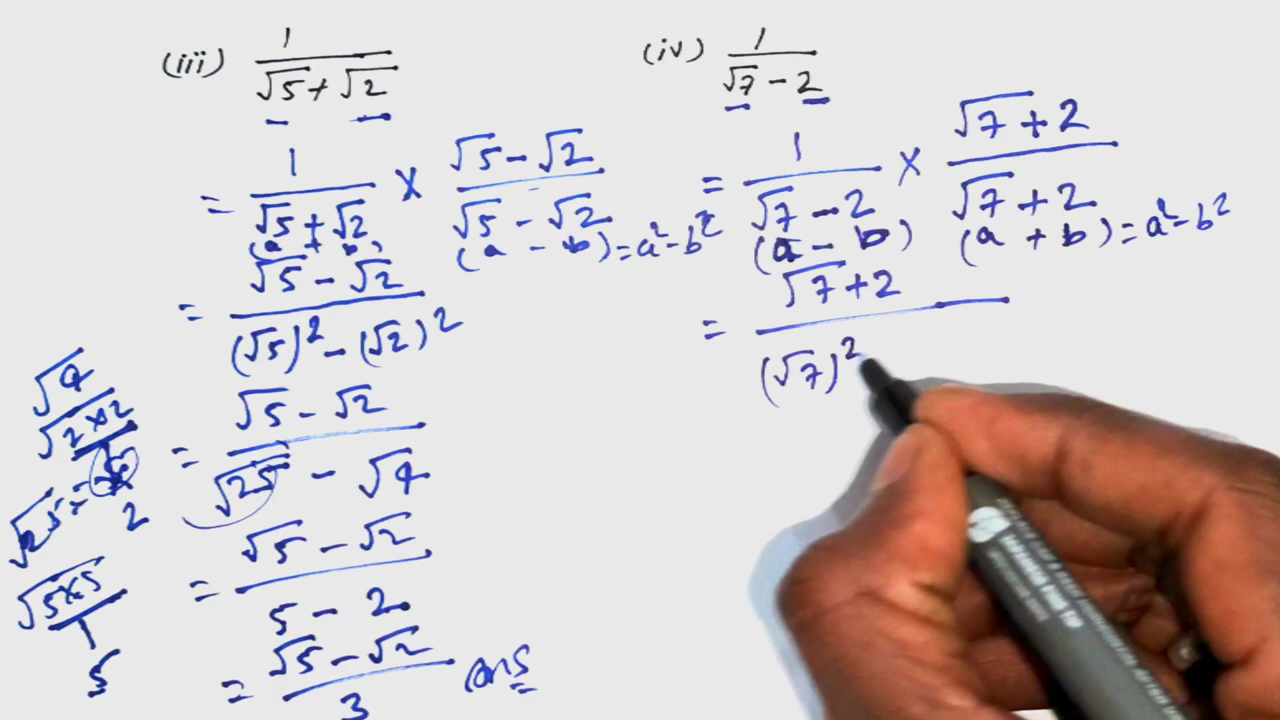 (iii) 1/(√5 + √2)
= 1/(√5 + √2) × (√5 - √2)/(√5 - √2)
(a + b) (a - b) = a² - b²
= (√5 - √2)/((√5)² - (√2)²)
= (√5 - √2)/(√25 - √4)
= (√5 - √2)/(5 - 2)
= (√5 - √2)/3 ans
√4
√2×2
2
√5×5
5
(iv) 1/(√7 - 2)
= 1/(√7 - 2) × (√7 + 2)/(√7 + 2)
(a - b) (a + b) = a² - b²
= (√7 + 2)/(√7)²